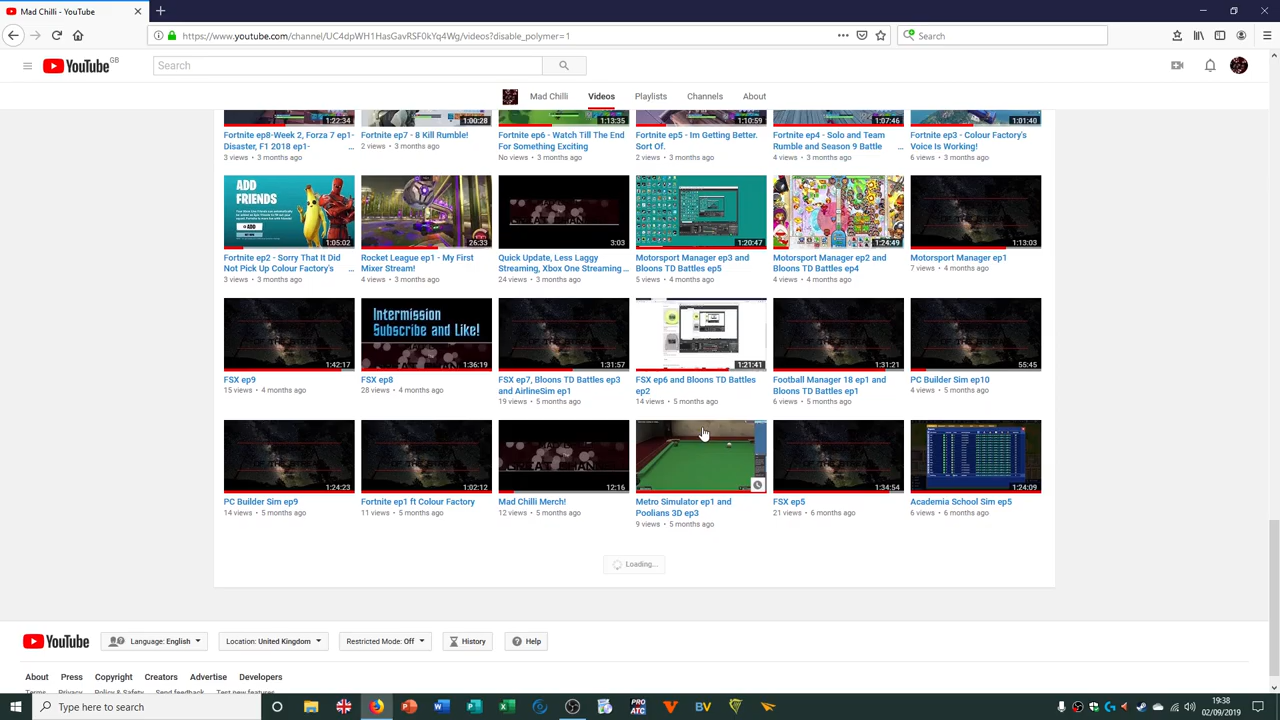 Mad Chilli - YouTube
https://www.youtube.com/channel/UC4dpWH1HasGavRSF0kYq4Wg/videos?disable_polymer=1
Search
YouTube GB
Search
Mad Chilli Videos Playlists Channels About
1:22:34 1:00:28 1:13:35 1:10:59 1:07:46 1:01:40
Fortnite ep8-Week 2, Forza 7 ep1-
Disaster, F1 2018 ep1- ...
3 views • 3 months ago
Fortnite ep7 - 8 Kill Rumble!
2 views • 3 months ago
Fortnite ep6 - Watch Till The End
For Something Exciting
No views • 3 months ago
Fortnite ep5 - Im Getting Better.
Sort Of.
2 views • 3 months ago
Fortnite ep4 - Solo and Team
Rumble and Season 9 Battle ...
4 views • 3 months ago
Fortnite ep3 - Colour Factory's
Voice Is Working!
6 views • 3 months ago
ADD
FRIENDS
+ADD
1:05:02
Fortnite ep2 - Sorry That It Did
Not Pick Up Colour Factory's ...
3 views • 3 months ago
26:33
Rocket League ep1 - My First
Mixer Stream!
4 views • 3 months ago
3:03
Quick Update, Less Laggy
Streaming, Xbox One Streaming ...
24 views • 3 months ago
1:20:47
Motorsport Manager ep3 and
Bloons TD Battles ep5
5 views • 4 months ago
1:24:49
Motorsport Manager ep2 and
Bloons TD Battles ep4
4 views • 4 months ago
1:13:03
Motorsport Manager ep1
7 views • 4 months ago
1:42:17
FSX ep9
15 views • 4 months ago
Intermission
Subscribe and Like!
1:36:19
FSX ep8
28 views • 4 months ago
1:31:57
FSX ep7, Bloons TD Battles ep3
and AirlineSim ep1
19 views • 5 months ago
1:21:41
FSX ep6 and Bloons TD Battles
ep2
14 views • 5 months ago
1:31:21
Football Manager 18 ep1 and
Bloons TD Battles ep1
6 views • 5 months ago
55:45
PC Builder Sim ep10
4 views • 5 months ago
1:24:23
PC Builder Sim ep9
14 views • 5 months ago
1:02:12
Fortnite ep1 ft Colour Factory
11 views • 5 months ago
12:16
Mad Chilli Merch!
12 views • 5 months ago
Metro Simulator ep1 and
Poolians 3D ep3
9 views • 5 months ago
1:34:54
FSX ep5
21 views • 6 months ago
1:24:09
Academia School Sim ep5
6 views • 6 months ago
Loading...
YouTube Language: English Location: United Kingdom Restricted Mode: Off History Help
About Press Copyright Creators Advertise Developers
Terms Privacy Policy & Safety Send feedback Test new features
Type here to search
PRO
ATC
BV
19:38
02/09/2019